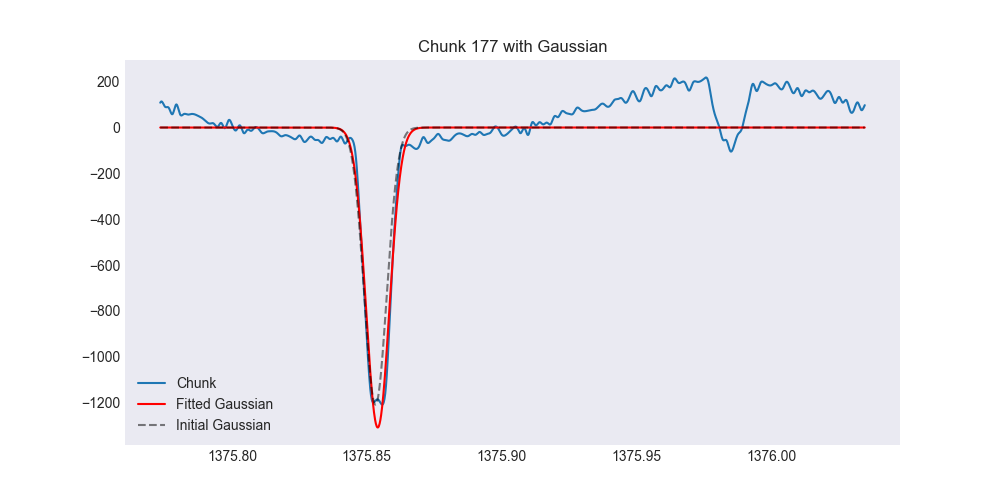 Chunk 177 with Gaussian
200
0
−200
−400
−600
−800
−1000
−1200
Chunk
Fitted Gaussian
Initial Gaussian
1375.80 1375.85 1375.90 1375.95 1376.00